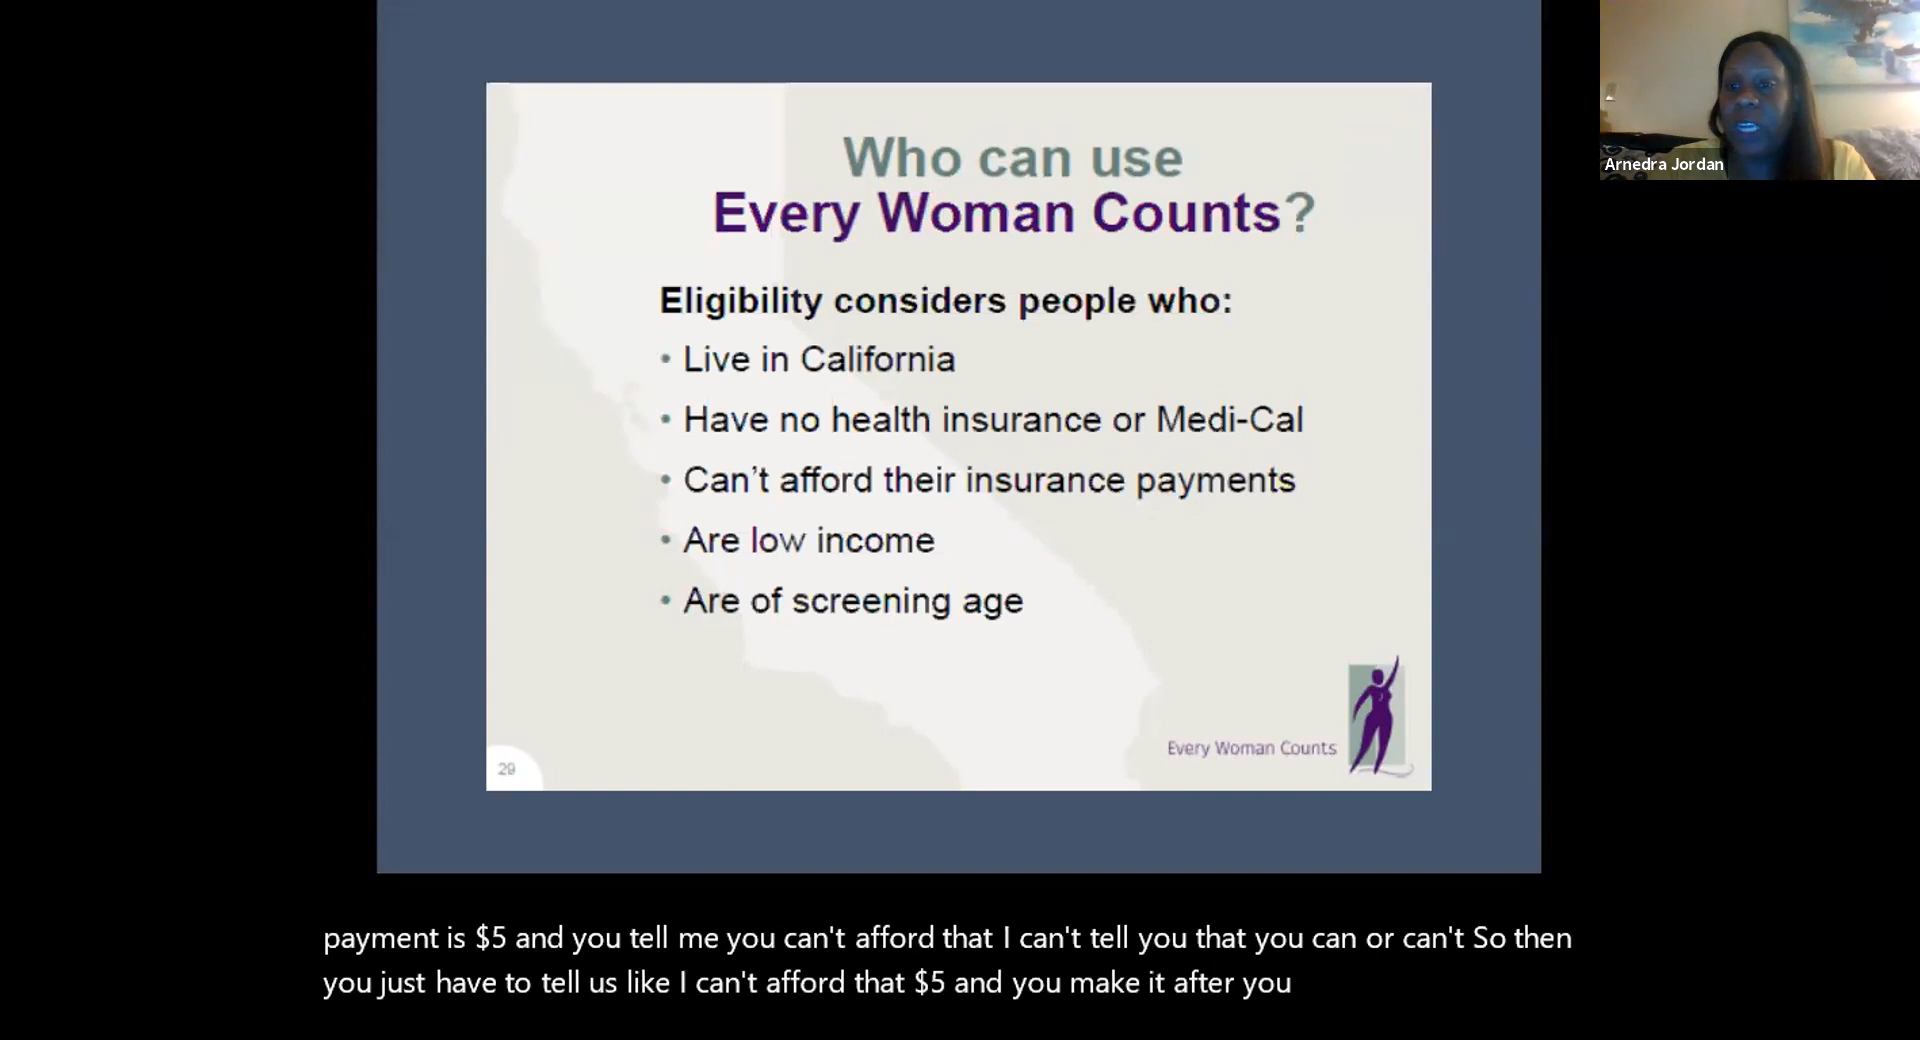 Who can use
Every Woman Counts?
Eligibility considers people who:
• Live in California
• Have no health insurance or Medi-Cal
• Can’t afford their insurance payments
• Are low income
• Are of screening age
Every Woman Counts
29
Arnedra Jordan
payment is $5 and you tell me you can't afford that I can't tell you that you can or can't So then
you just have to tell us like I can't afford that $5 and you make it after you